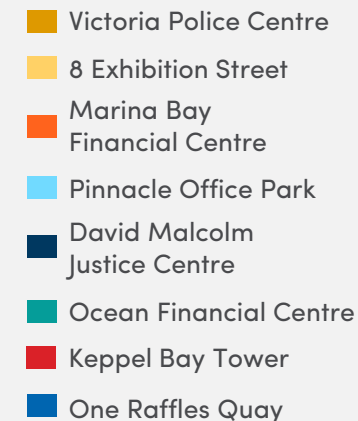 Victoria Police Centre
8 Exhibition Street
Marina Bay
Financial Centre
Pinnacle Office Park
David Malcolm
Justice Centre
Ocean Financial Centre
Keppel Bay Tower
One Raffles Quay